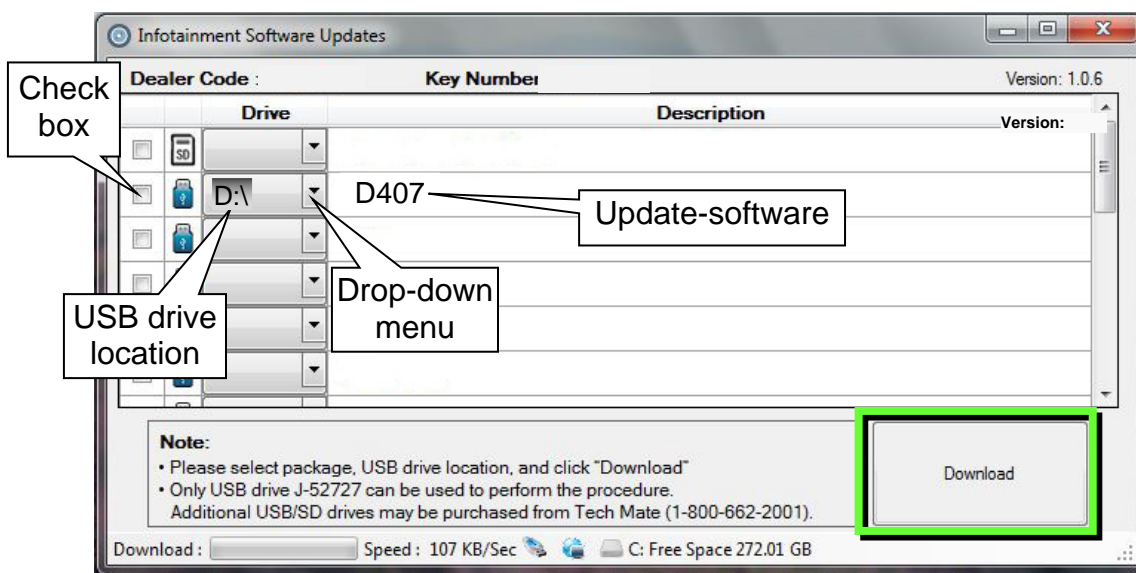 Infotainment Software Updates
Dealer Code :
Key Number
Version: 1.0.6
Check
box
Drive
Description
Version:
SD
D:\
D407
Update-software
USB drive
location
Drop-down
menu
Note:
• Please select package, USB drive location, and click "Download"
• Only USB drive J-52727 can be used to perform the procedure.
Additional USB/SD drives may be purchased from Tech Mate (1-800-662-2001).
Download
Download :
Speed : 107 KB/Sec
C: Free Space 272.01 GB